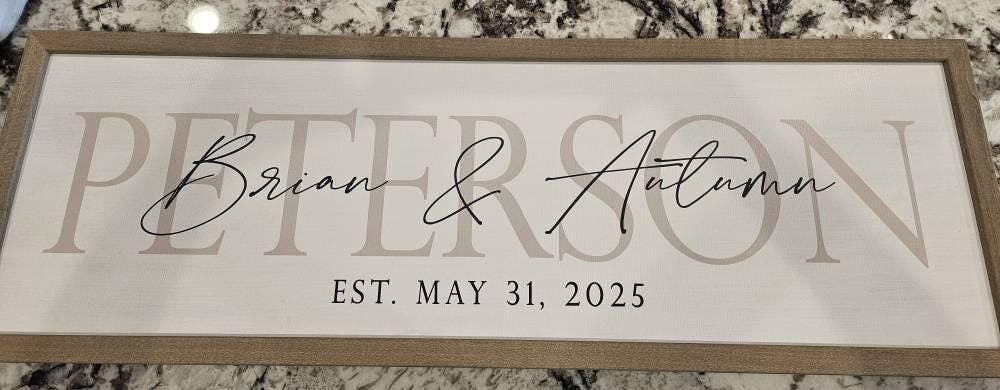 PETERSON
Brian & Autumn
EST. MAY 31, 2025